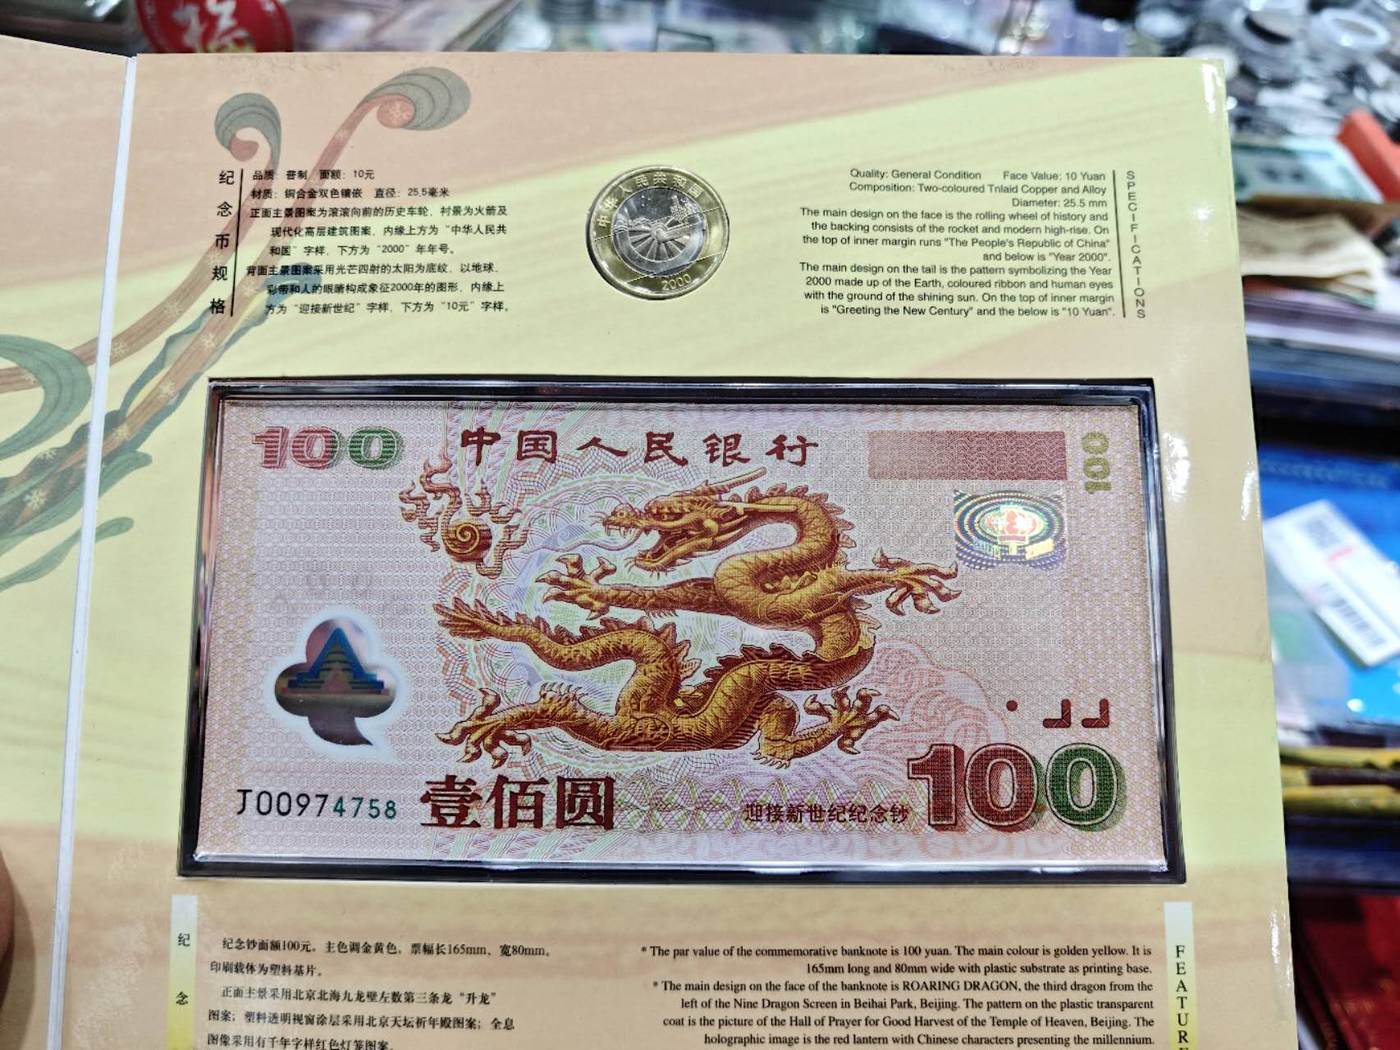 纪念币规格
品质：普制 面额：10元
材质：铜合金双色镶嵌 直径：25.5毫米
正面主景图案为滚滚向前的历史车轮，衬景为火箭及
现代化高层建筑图案，内缘上方为“中华人民共
和国”字样，下方为“2000”年年号。
背面主景图案采用光芒四射的太阳为底纹，以地球、
彩带和人的眼睛构成象征2000年的图形，内缘上
方为“迎接新世纪”字样，下方为“10元”字样。
中华人民共和国
2000
Quality: General Condition Face Value: 10 Yuan
Composition: Two-coloured Tnlaid Copper and Alloy
Diameter: 25.5 mm
The main design on the face is the rolling wheel of history and
the backing consists of the rocket and modern high-rise. On
the top of inner margin runs "The People's Republic of China"
and below is "Year 2000".
The main design on the tail is the pattern symbolizing the Year
2000 made up of the Earth, coloured ribbon and human eyes
with the ground of the shining sun. On the top of inner margin
is "Greeting the New Century" and the below is "10 Yuan".
SPECIFICATIONS
100
中国人民银行
100
J00974758
壹佰圆
迎接新世纪纪念钞
100
纪念
纪念钞面额100元，主色调金黄色，票幅长165mm，宽80mm，
印刷载体为塑料基片。
正面主景采用北京北海九龙壁左数第三条龙“升龙”
图案；塑料透明视窗涂层采用北京天坛祈年殿图案；全息
图像采用有千年字样红色灯笼图案。
* The par value of the commemorative banknote is 100 yuan. The main colour is golden yellow. It is
165mm long and 80mm wide with plastic substrate as printing base.
* The main design on the face of the banknote is ROARING DRAGON, the third dragon from the
left of the Nine Dragon Screen in Beihai Park, Beijing. The pattern on the plastic transparent
coat is the picture of the Hall of Prayer for Good Harvest of the Temple of Heaven, Beijing. The
holographic image is the red lantern with Chinese characters presenting the millennium.
FEATURE